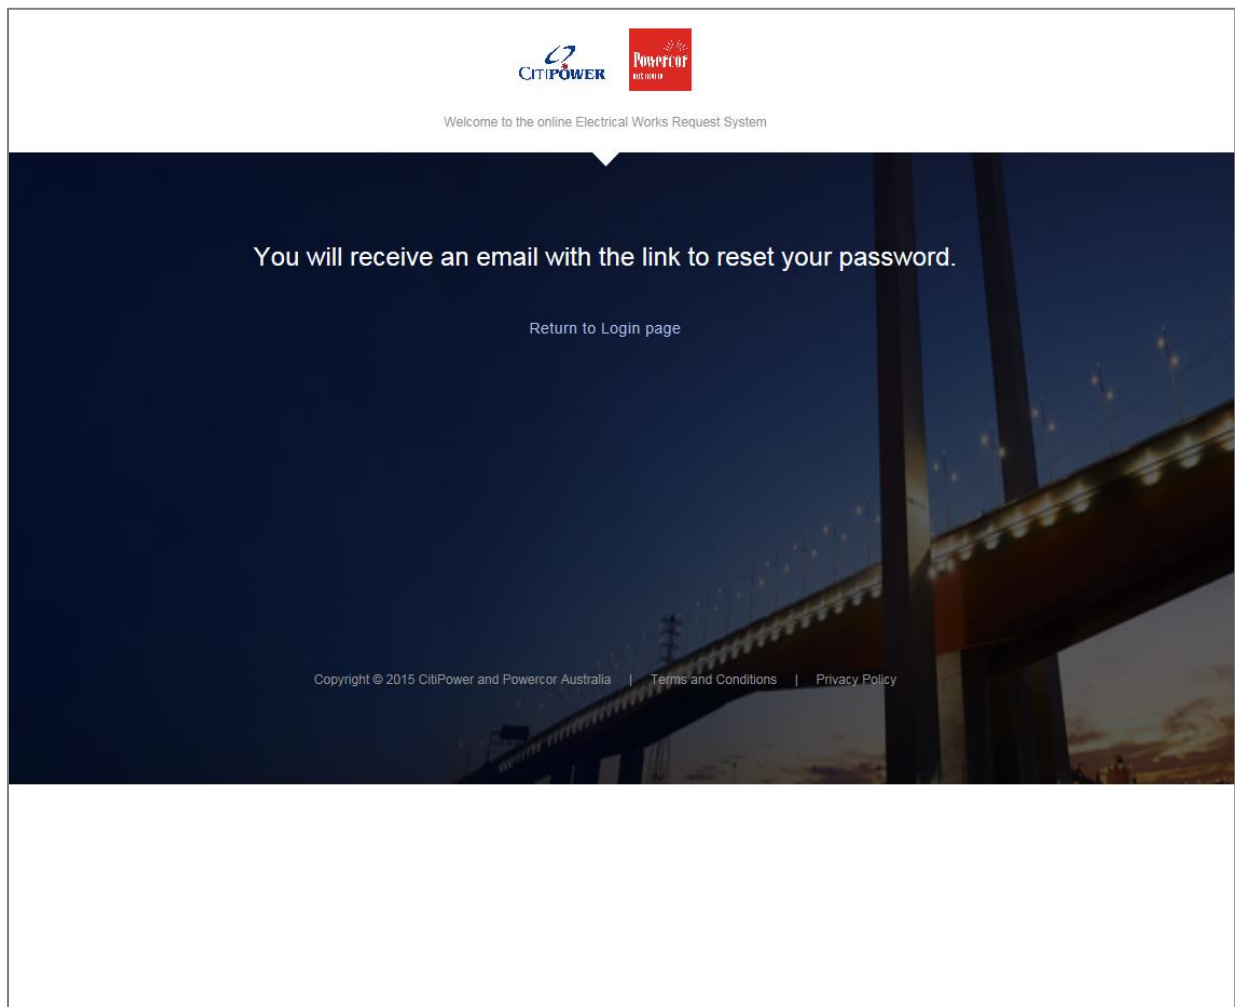 CITIPOWER
Powercor
AUSTRALIA
Welcome to the online Electrical Works Request System
You will receive an email with the link to reset your password.
Return to Login page
Copyright © 2015 CitiPower and Powercor Australia | Terms and Conditions | Privacy Policy